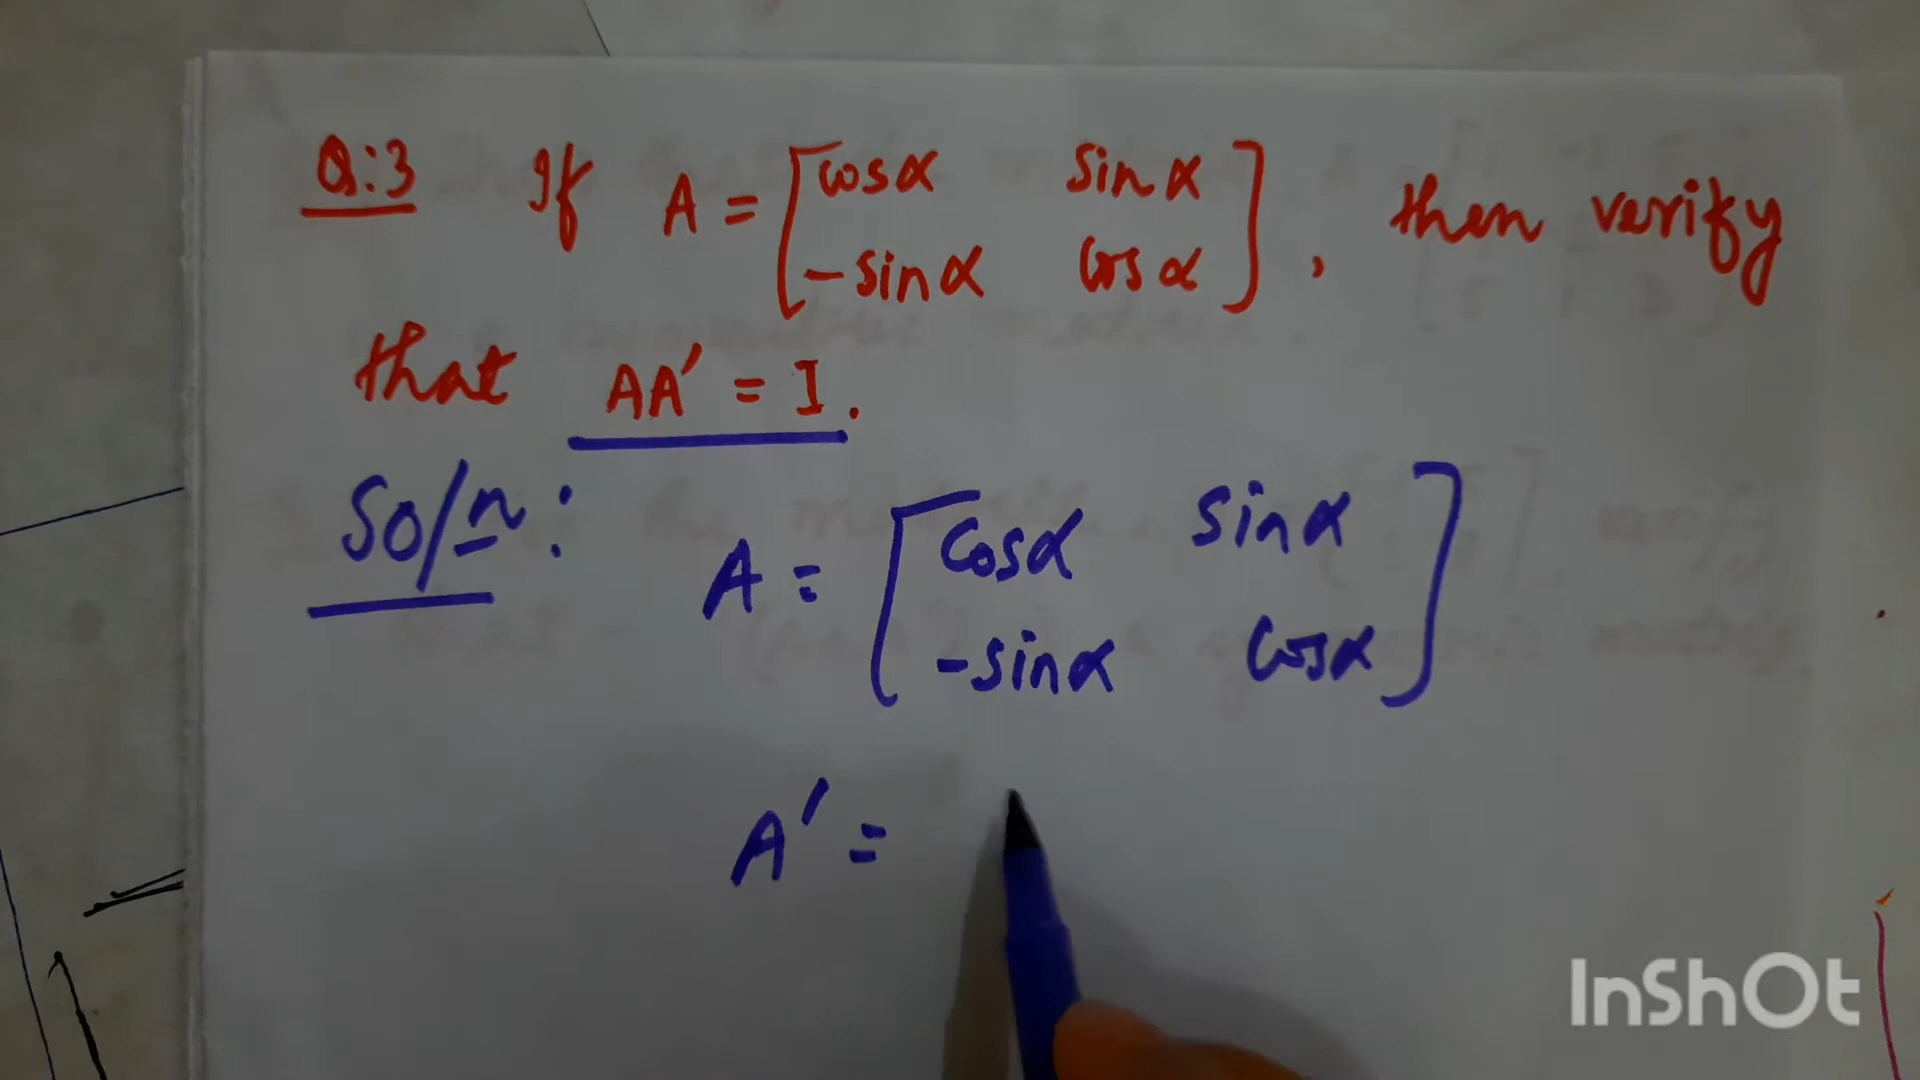 Q:3 If A = [cosα sinα
-sinα cosα], then verify
that AA' = I.
Soln: A = [cosα sinα
-sinα cosα]
A' =
InShOt